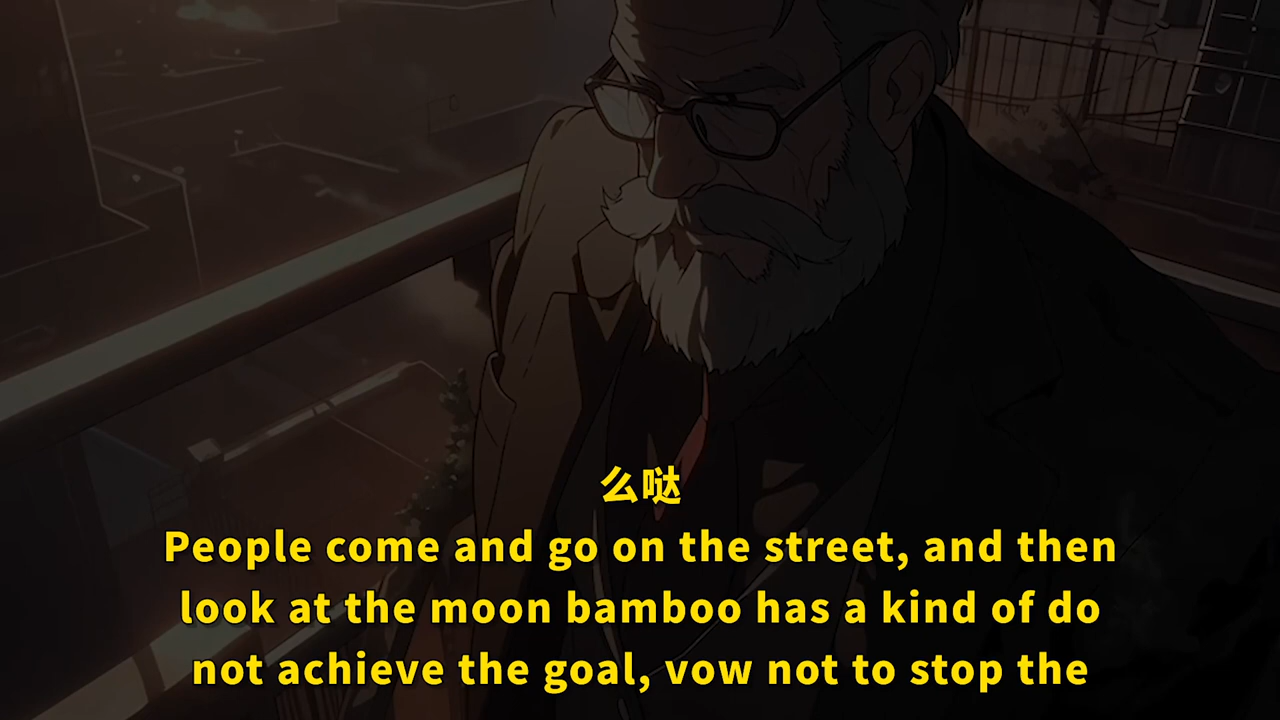 么哒
People come and go on the street, and then
look at the moon bamboo has a kind of do
not achieve the goal, vow not to stop the